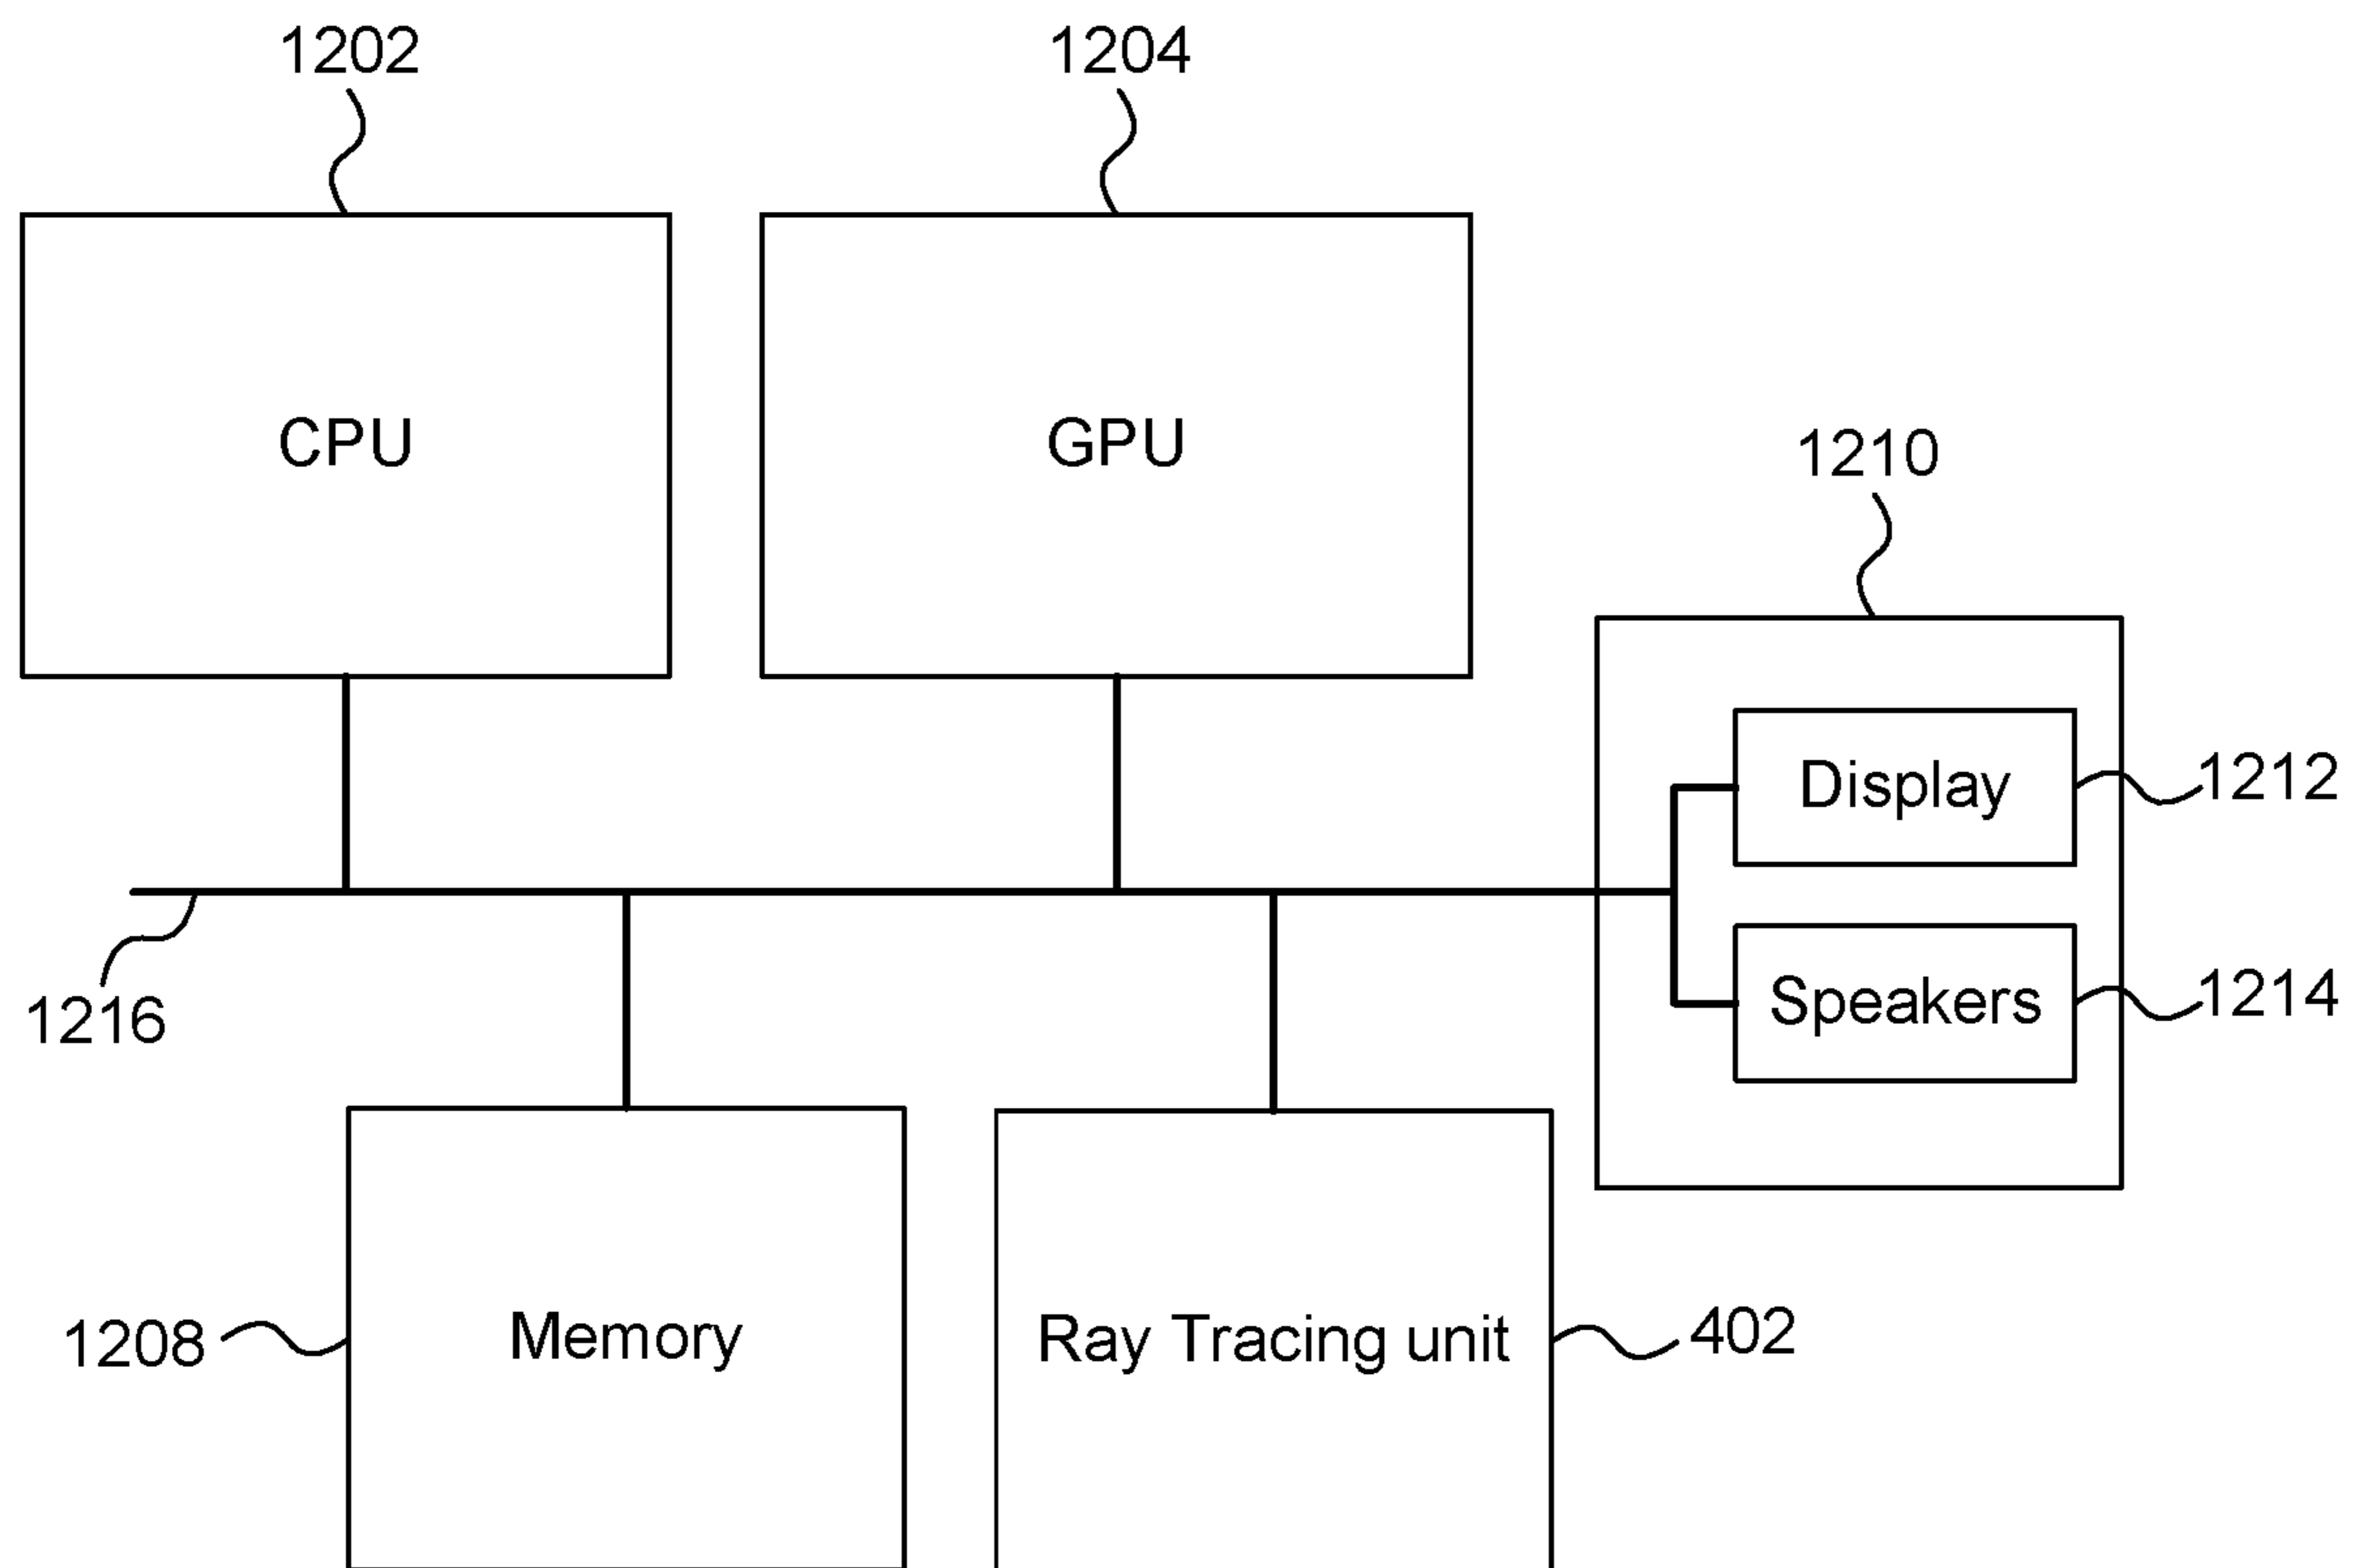 1202
1204
CPU
GPU
1210
Display
1212
Speakers
1214
1216
Memory
1208
Ray Tracing unit
402